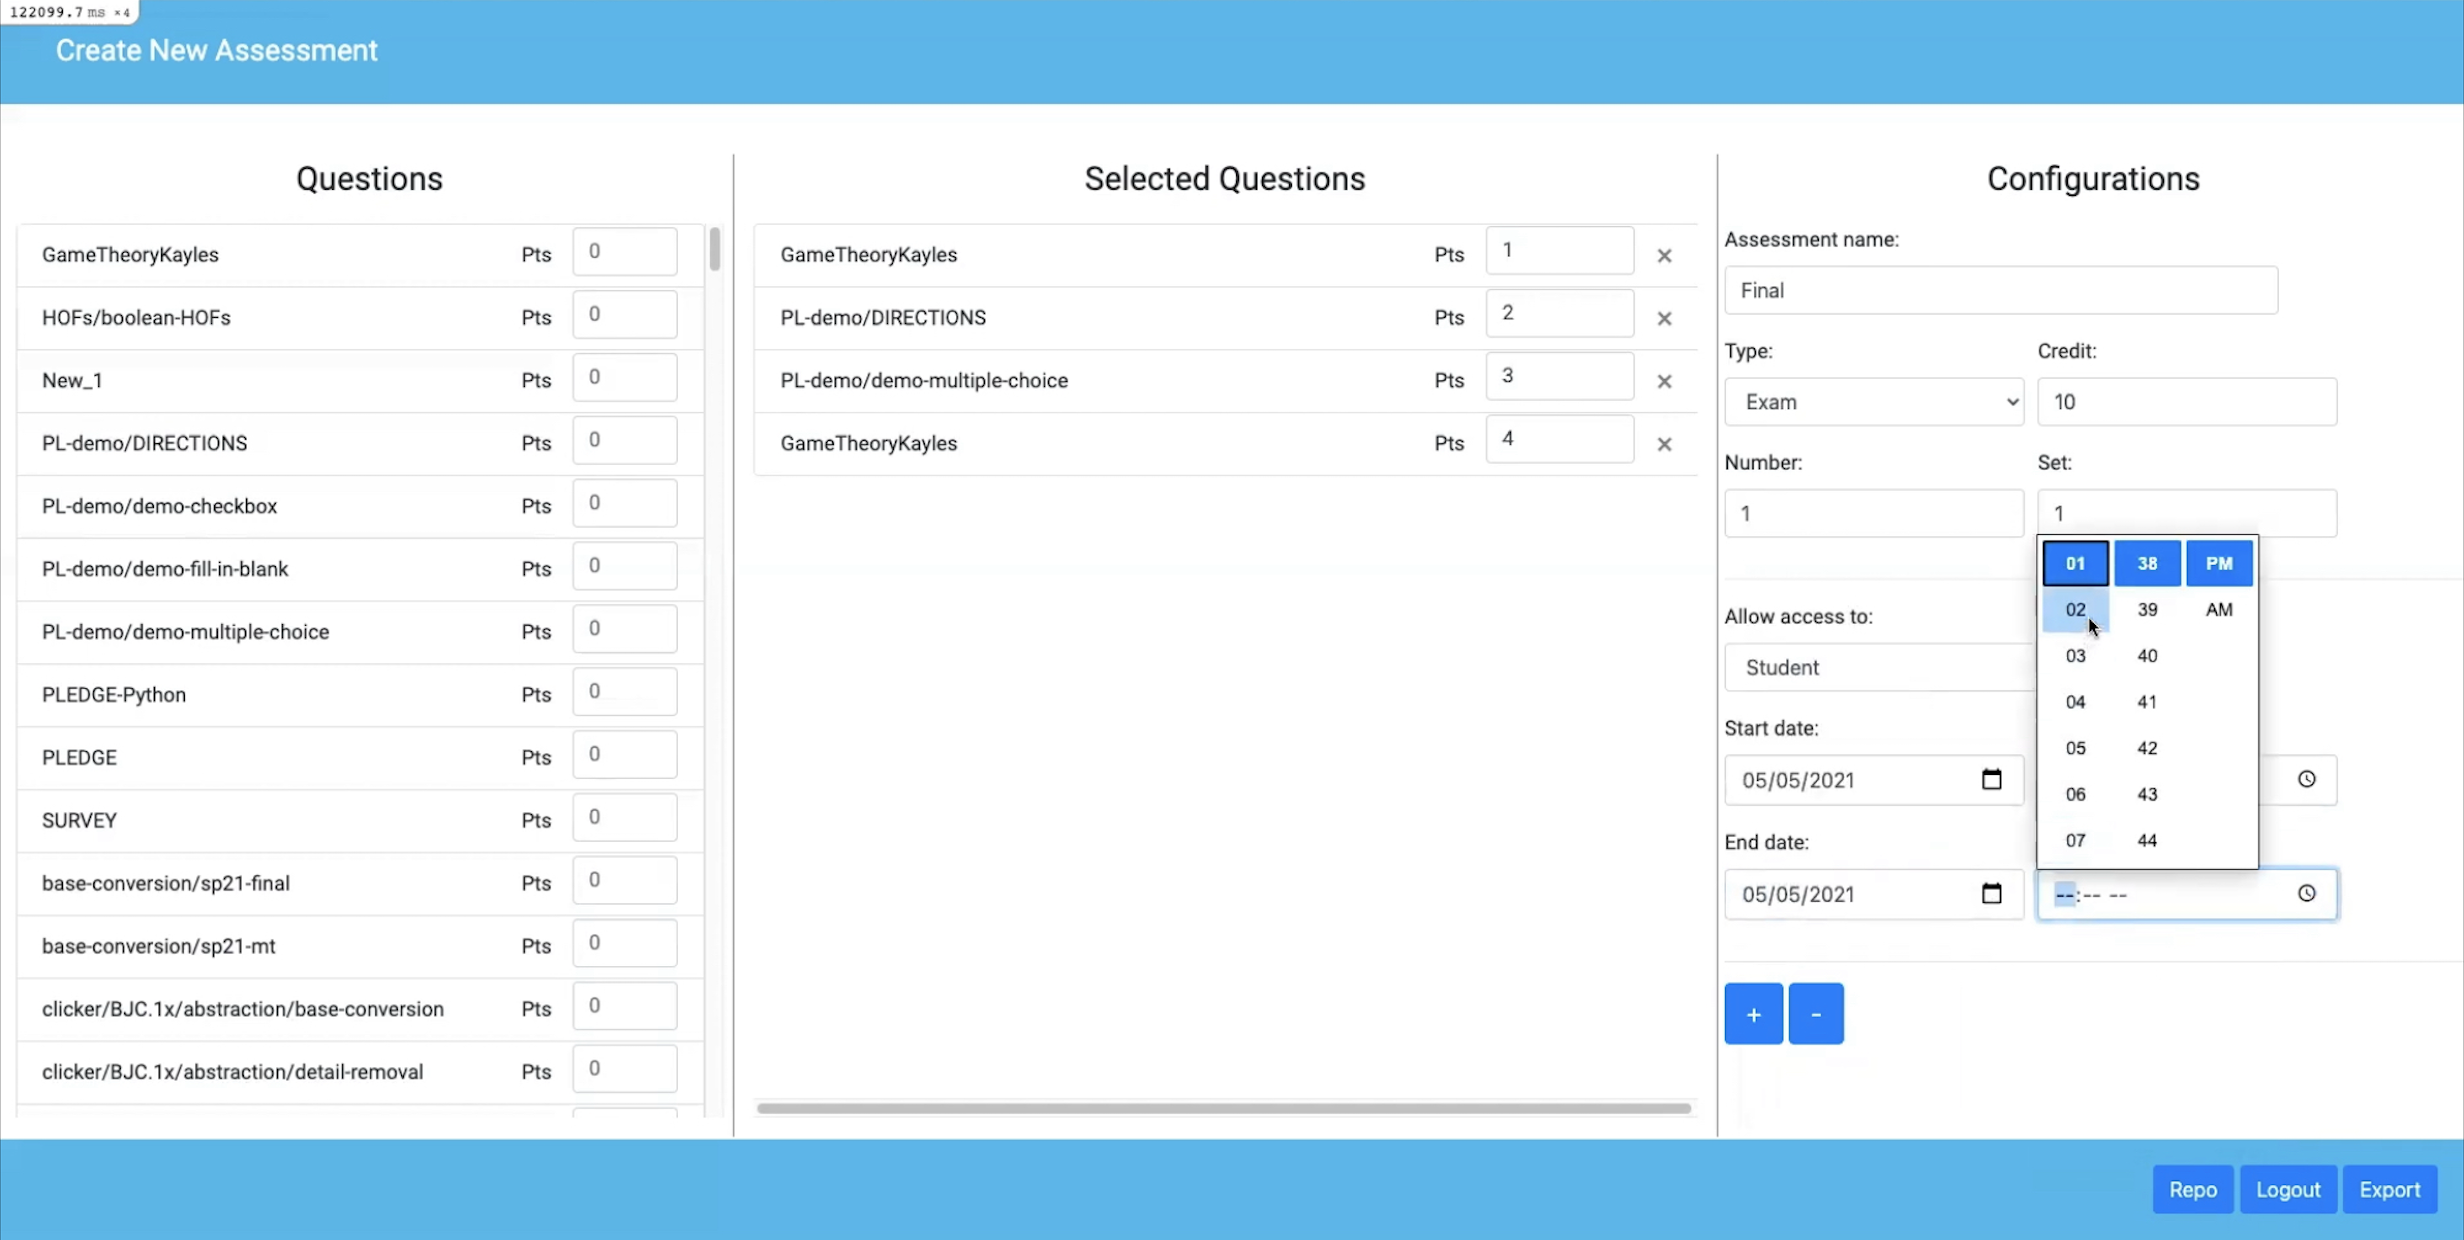 122099.7 ms ×4
Create New Assessment
Questions
GameTheoryKayles Pts 0
HOFs/boolean-HOFs Pts 0
New_1 Pts 0
PL-demo/DIRECTIONS Pts 0
PL-demo/demo-checkbox Pts 0
PL-demo/demo-fill-in-blank Pts 0
PL-demo/demo-multiple-choice Pts 0
PLEDGE-Python Pts 0
PLEDGE Pts 0
SURVEY Pts 0
base-conversion/sp21-final Pts 0
base-conversion/sp21-mt Pts 0
clicker/BJC.1x/abstraction/base-conversion Pts 0
clicker/BJC.1x/abstraction/detail-removal Pts 0
Selected Questions
GameTheoryKayles Pts 1 ×
PL-demo/DIRECTIONS Pts 2 ×
PL-demo/demo-multiple-choice Pts 3 ×
GameTheoryKayles Pts 4 ×
Configurations
Assessment name:
Final
Type: Credit:
Exam 10
Number: Set:
1 1
01 38 PM
02 39 AM
03 40
04 41
05 42
06 43
07 44
Allow access to:
Student
Start date:
05/05/2021
End date:
05/05/2021 --:-- --
+ -
Repo Logout Export